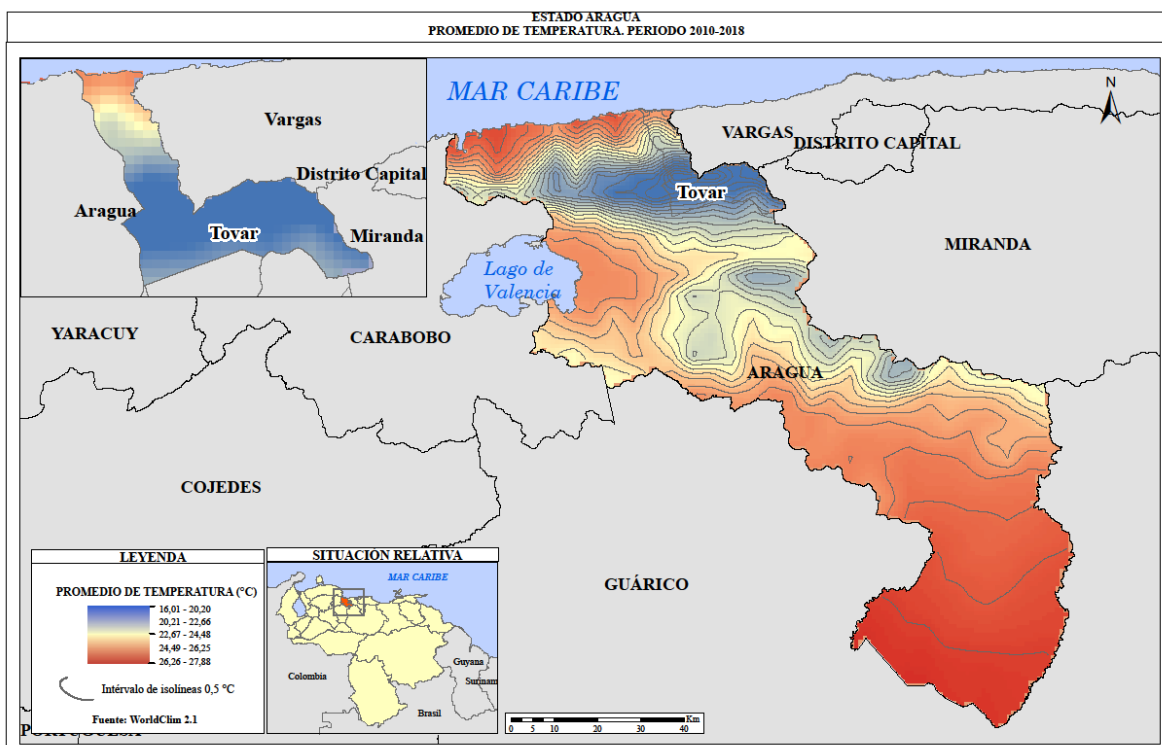 ESTADO ARAGUA
PROMEDIO DE TEMPERATURA. PERIODO 2010-2018
Vargas
Distrito Capital
Aragua
Tovar
Miranda
MAR CARIBE
N
VARGAS
DISTRITO CAPITAL
Tovar
MIRANDA
Lago de
Valencia
YARACUY
CARABOBO
ARAGUA
COJEDES
GUÁRICO
LEYENDA
PROMEDIO DE TEMPERATURA (°C)
16,01 - 20,20
20,21 - 22,66
22,67 - 24,48
24,49 - 26,25
26,26 - 27,88
Intérvalo de isolineas 0,5 °C
Fuente: WorldClim 2.1
SITUACION RELATIVA
MAR CARIBE
Guyana
Colombia
Surinam
Brasil
Km
0 5 10 20 30 40
PORTUGUESA